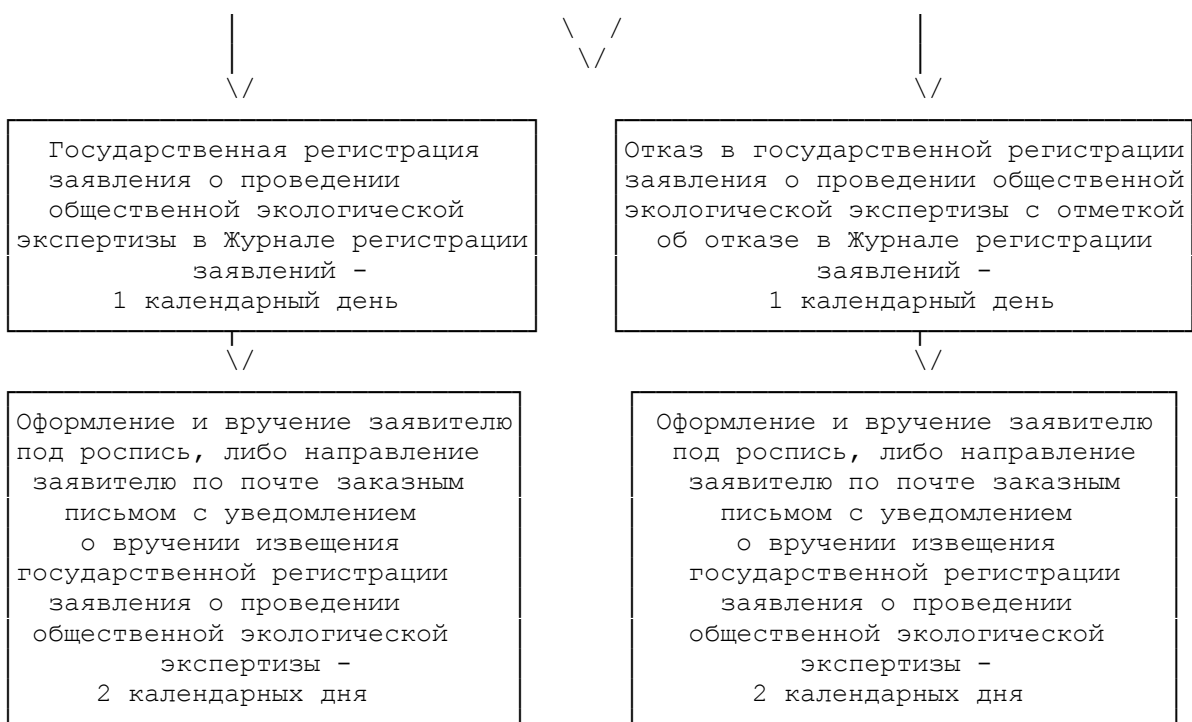 Государственная регистрация
заявления о проведении
общественной экологической
экспертизы в Журнале регистрации
заявлений -
1 календарный день
Отказ в государственной регистрации
заявления о проведении общественной
экологической экспертизы с отметкой
об отказе в Журнале регистрации
заявлений -
1 календарный день
Оформление и вручение заявителю
под роспись, либо направление
заявителю по почте заказным
письмом с уведомлением
о вручении извещения
государственной регистрации
заявления о проведении
общественной экологической
экспертизы -
2 календарных дня
Оформление и вручение заявителю
под роспись, либо направление
заявителю по почте заказным
письмом с уведомлением
о вручении извещения
государственной регистрации
заявления о проведении
общественной экологической
экспертизы -
2 календарных дня